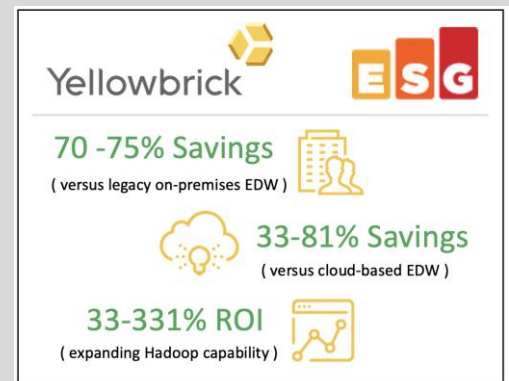 Yellowbrick
ESG
70 -75% Savings
( versus legacy on-premises EDW )
33-81% Savings
( versus cloud-based EDW )
33-331% ROI
( expanding Hadoop capability )